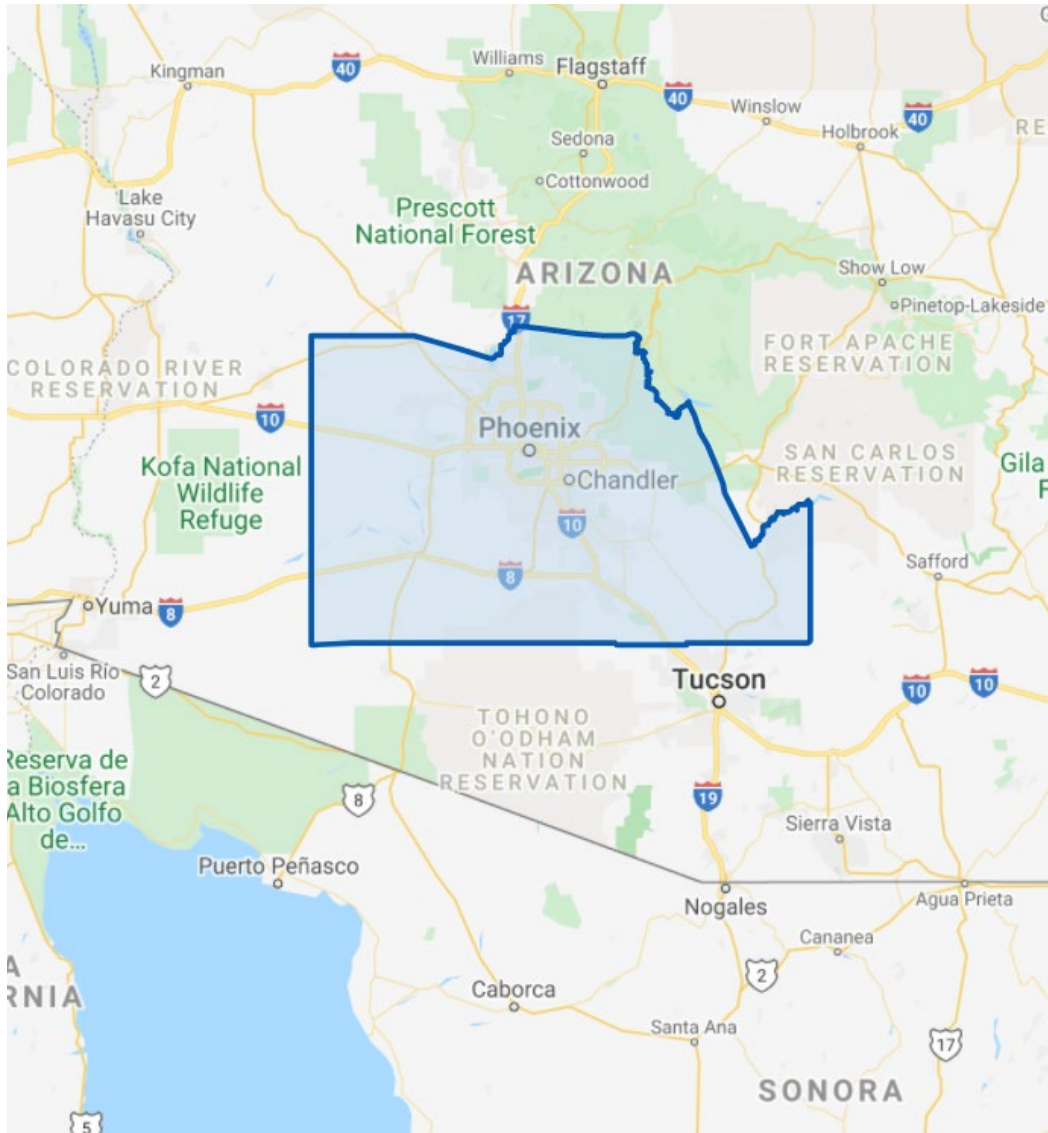 G
Kingman
40
Williams
Flagstaff
40
Winslow
40
Holbrook
RE
Sedona
Cottonwood
Lake
Havasu City
Prescott
National Forest
ARIZONA
Show Low
Pinetop-Lakeside
17
FORT APACHE
RESERVATION
COLORADO RIVER
RESERVATION
10
Phoenix
Chandler
SAN CARLOS
RESERVATION
Gila
F
Kofa National
Wildlife
Refuge
10
8
Safford
Yuma
8
San Luis Río
Colorado
2
Tucson
10
10
TOHONO
O'ODHAM
NATION
RESERVATION
Reserva de
a Biosfera
Alto Golfo
de...
8
19
Sierra Vista
Puerto Peñasco
Nogales
Agua Prieta
Cananea
2
A
RNIA
Caborca
Santa Ana
17
SONORA
5